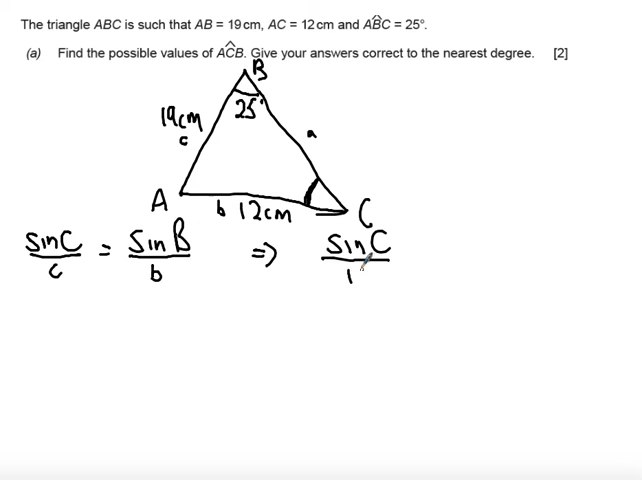 The triangle ABC is such that AB = 19 cm, AC = 12 cm and AB̂C = 25°.
(a) Find the possible values of AĈB. Give your answers correct to the nearest degree. [2]
B
25°
19cm
c
a
A
b 12cm
C
sinC/c = sinB/b ⇒ sinC/1